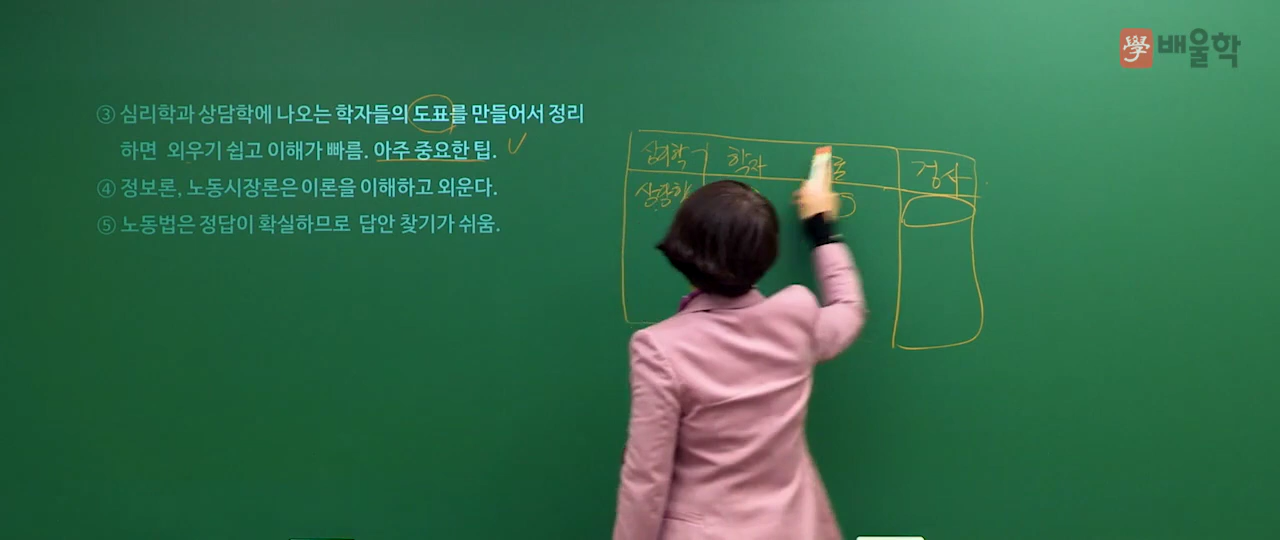 學 배울학
③ 심리학과 상담학에 나오는 학자들의 도표를 만들어서 정리
하면 외우기 쉽고 이해가 빠름. 아주 중요한 팁.
④ 정보론, 노동시장론은 이론을 이해하고 외운다.
⑤ 노동법은 정답이 확실하므로 답안 찾기가 쉬움.
심리학 학자 검사
상담학